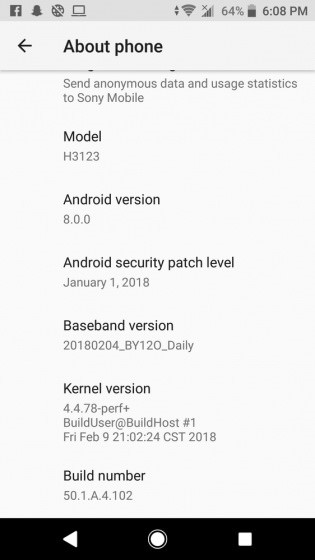 64% 6:08 PM
About phone
Send anonymous data and usage statistics
to Sony Mobile
Model
H3123
Android version
8.0.0
Android security patch level
January 1, 2018
Baseband version
20180204_BY12O_Daily
Kernel version
4.4.78-perf+
BuildUser@BuildHost #1
Fri Feb 9 21:02:24 CST 2018
Build number
50.1.A.4.102